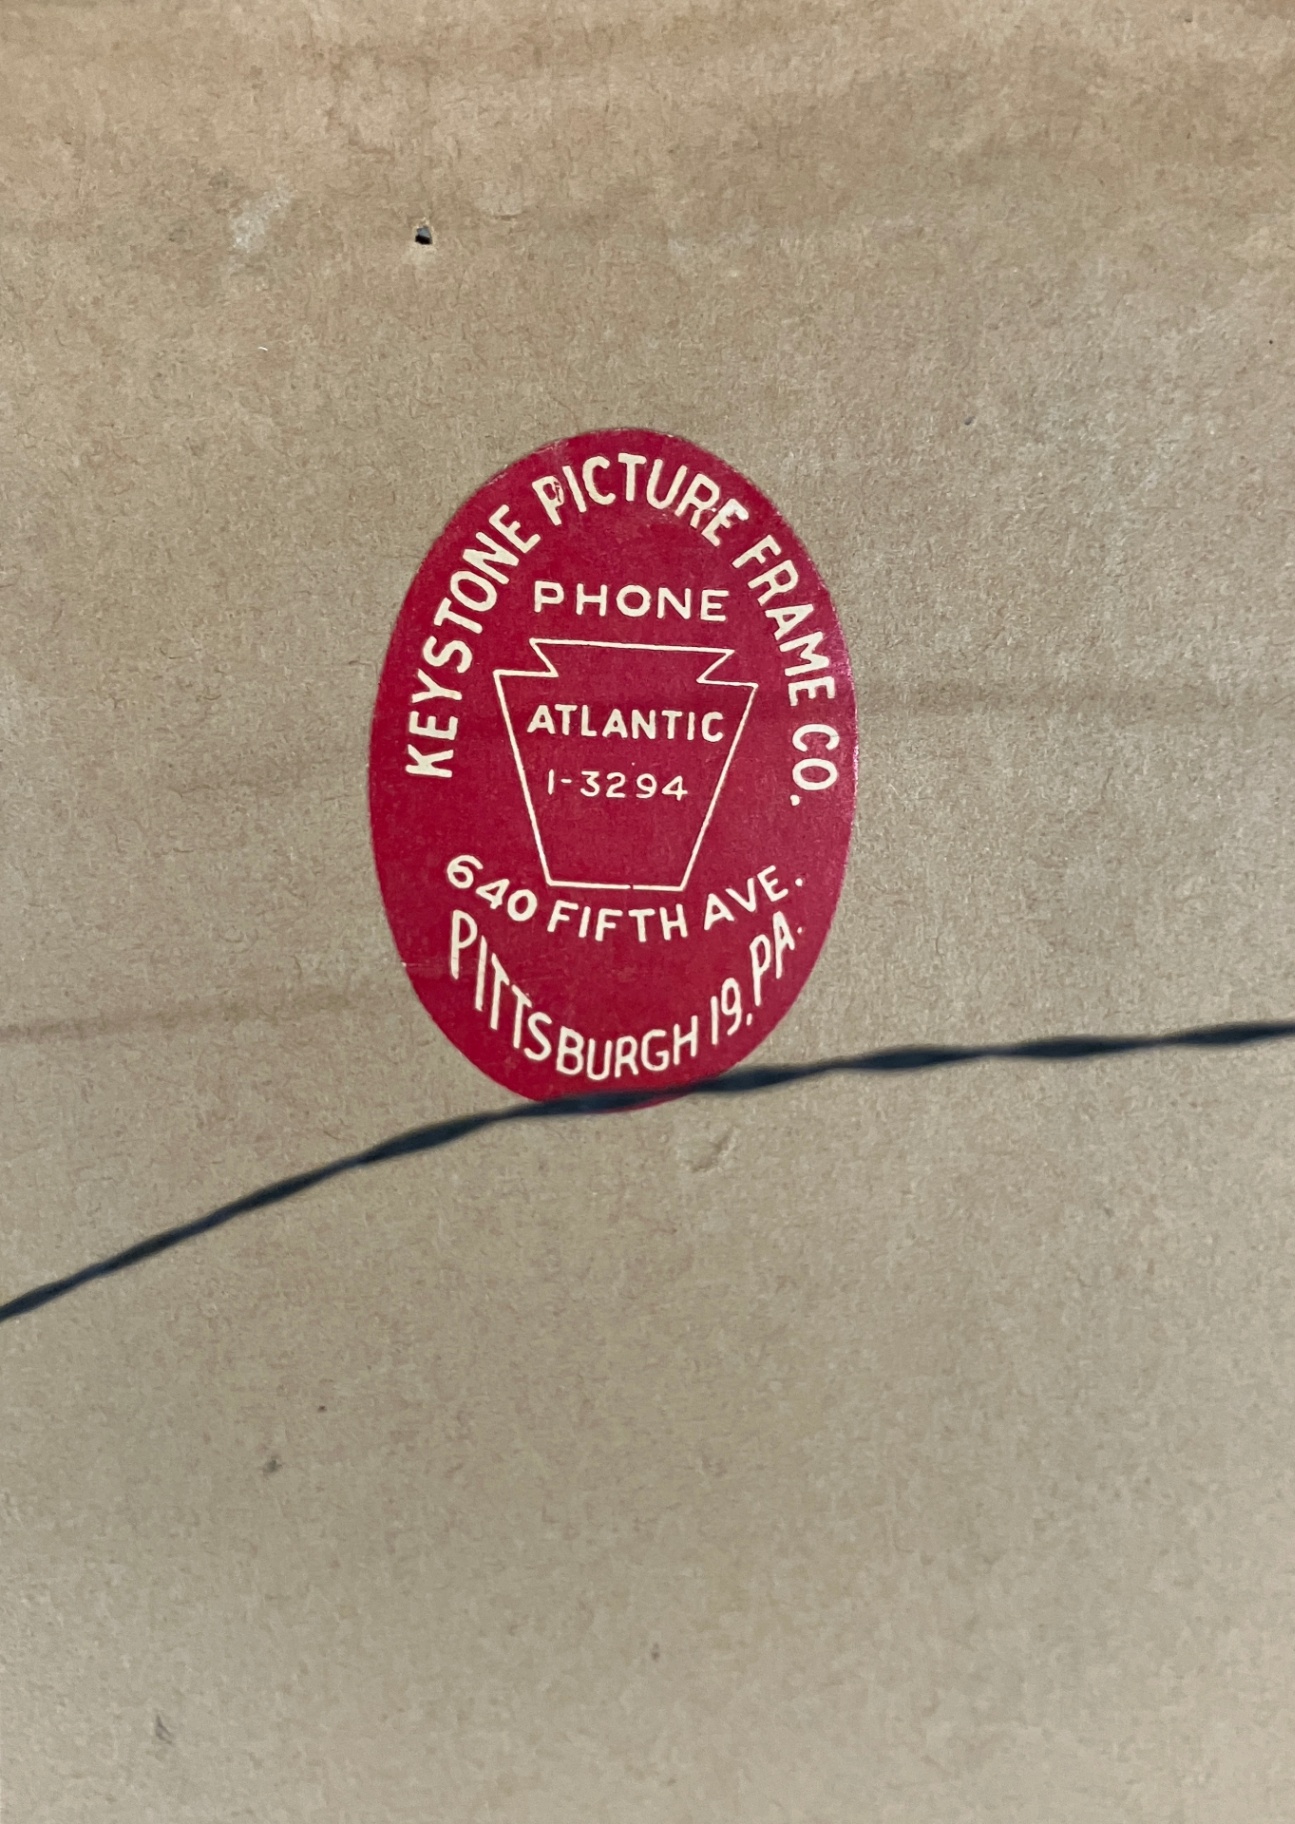 KEYSTONE PICTURE FRAME CO.
PHONE
ATLANTIC
1-3294
640 FIFTH AVE.
PITTSBURGH 19, PA.